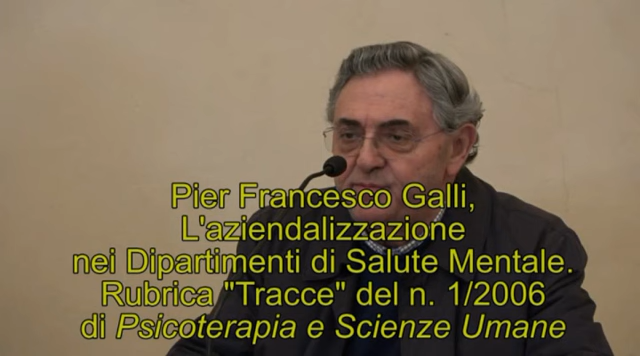 Pier Francesco Galli,
L'aziendalizzazione
nei Dipartimenti di Salute Mentale.
Rubrica "Tracce" del n. 1/2006
di Psicoterapia e Scienze Umane